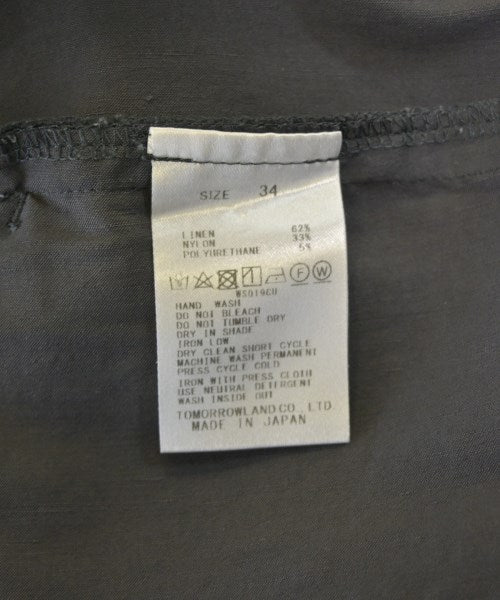 SIZE 34
LINEN 62%
NYLON 33%
POLYURETHANE 5%
F W
WS019EU
HAND WASH
DO NOT BLEACH
DO NOT TUMBLE DRY
DRY IN SHADE
IRON LOW
DRY CLEAN SHORT CYCLE
MACHINE WASH PERMANENT
PRESS CYCLE COLD
IRON WITH PRESS CLOTH
USE NEUTRAL DETERGENT
WASH INSIDE OUT
TOMORROWLAND CO., LTD.
MADE IN JAPAN